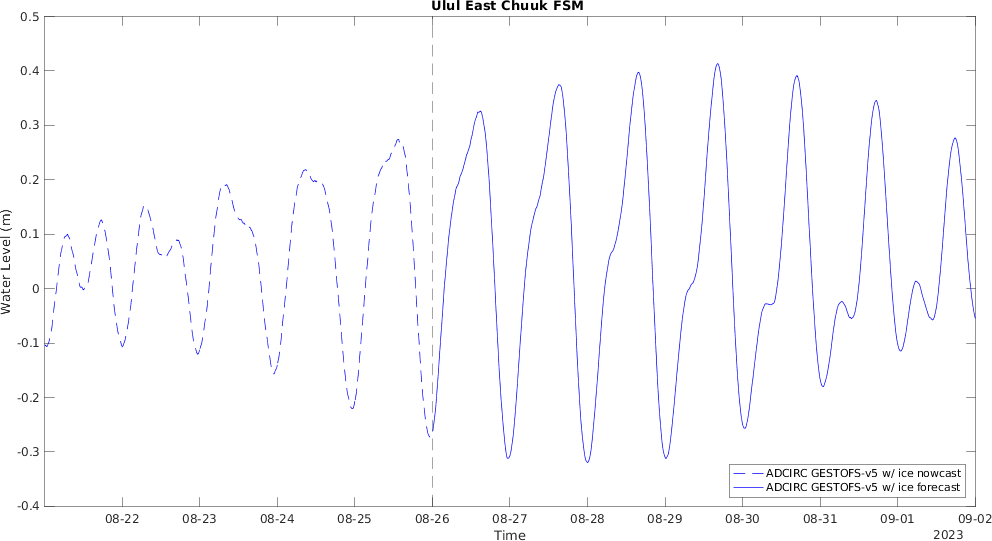 Ulul East Chuuk FSM
Water Level (m)
0.5
0.4
0.3
0.2
0.1
0
-0.1
-0.2
-0.3
-0.4
ADCIRC GESTOFS-v5 w/ ice nowcast
ADCIRC GESTOFS-v5 w/ ice forecast
08-22 08-23 08-24 08-25 08-26 08-27 08-28 08-29 08-30 08-31 09-01 09-02
Time
2023